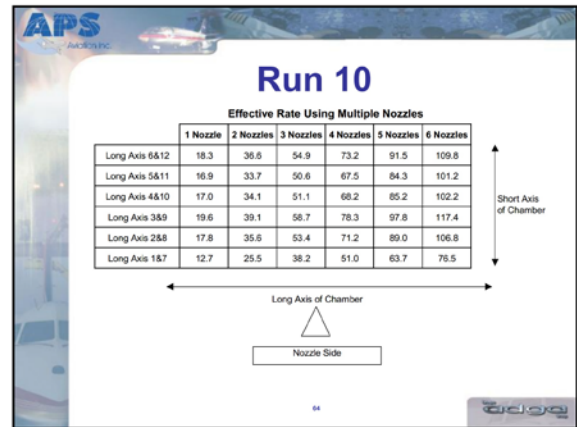 APS
Aviation Inc.
Run 10
Effective Rate Using Multiple Nozzles
1 Nozzle 2 Nozzles 3 Nozzles 4 Nozzles 5 Nozzles 6 Nozzles
Long Axis 6&12 18.3 36.6 54.9 73.2 91.5 109.8
Long Axis 5&11 16.9 33.7 50.6 67.5 84.3 101.2
Long Axis 4&10 17.0 34.1 51.1 68.2 85.2 102.2
Long Axis 3&9 19.6 39.1 58.7 78.3 97.8 117.4
Long Axis 2&8 17.8 35.6 53.4 71.2 89.0 106.8
Long Axis 1&7 12.7 25.5 38.2 51.0 63.7 76.5
Short Axis
of Chamber
Long Axis of Chamber
Nozzle Side
64